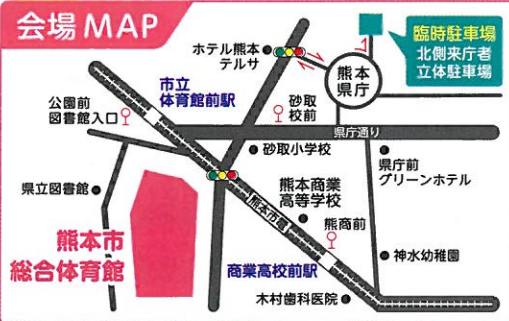 会場 MAP
ホテル熊本
テルサ
熊本
県庁
臨時駐車場
北側来庁者
立体駐車場
市立
体育館前駅
公園前
図書館入口
砂取
校前
県庁通り
砂取小学校
県庁前
グリーンホテル
県立図書館
熊本商業
高等学校
熊本市電
熊商前
熊本市
総合体育館
神水幼稚園
商業高校前駅
木村歯科医院